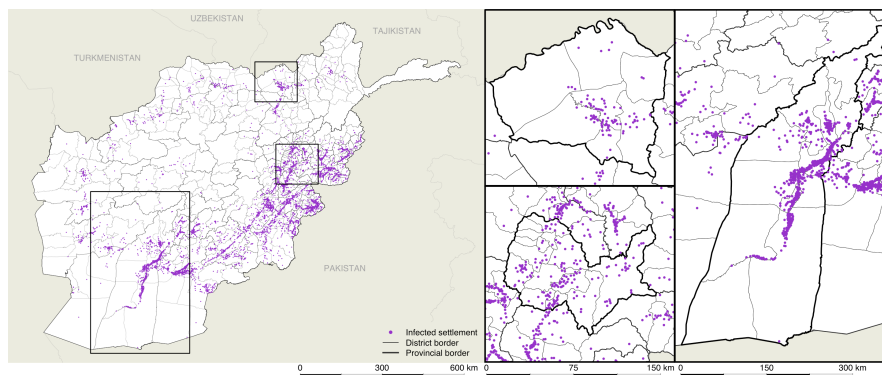 UZBEKISTAN
TAJIKISTAN
TURKMENISTAN
PAKISTAN
Infected settlement
District border
Provincial border
0 300 600 km
0 75 150 km
0 150 300 km